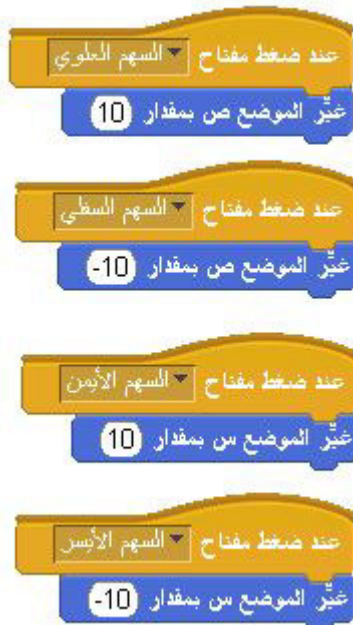 عند ضغط مفتاح السهم العلوي
غيِّر الموضع ص بمقدار 10
عند ضغط مفتاح السهم السفلي
غيِّر الموضع ص بمقدار -10
عند ضغط مفتاح السهم الأيمن
غيِّر الموضع س بمقدار 10
عند ضغط مفتاح السهم الأيسر
غيِّر الموضع س بمقدار -10